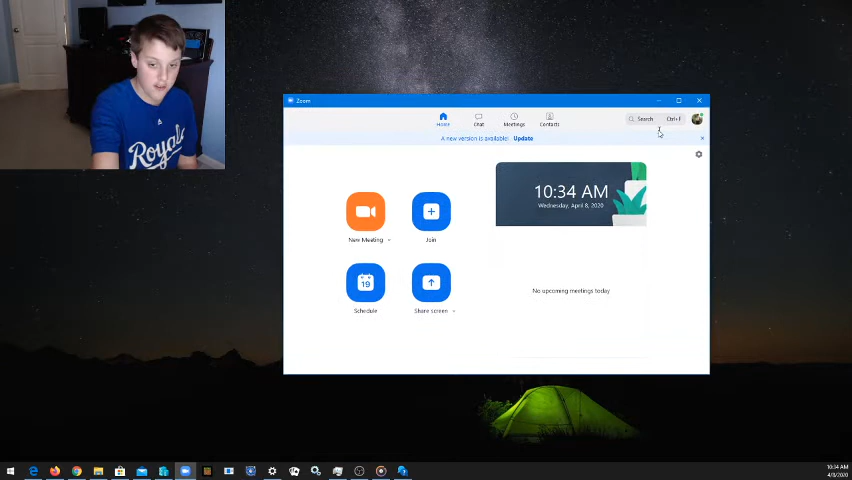 Royals
Zoom
Home
Chat
Meetings
Contacts
Search Ctrl+F
A new version is available! Update
10:34 AM
Wednesday, April 8, 2020
New Meeting
Join
19
Schedule
Share screen
No upcoming meetings today
10:34 AM
4/8/2020